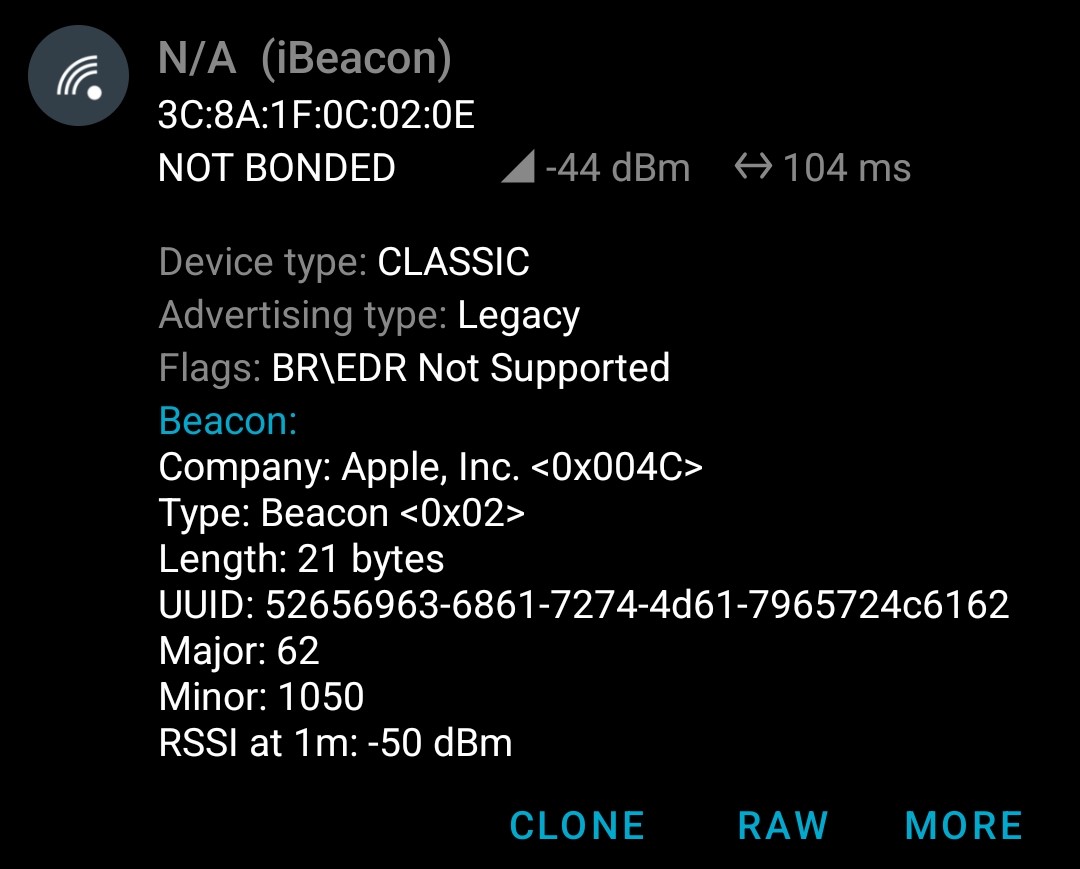 N/A (iBeacon)
3C:8A:1F:0C:02:0E
NOT BONDED -44 dBm 104 ms
Device type: CLASSIC
Advertising type: Legacy
Flags: BR\EDR Not Supported
Beacon:
Company: Apple, Inc. <0x004C>
Type: Beacon <0x02>
Length: 21 bytes
UUID: 52656963-6861-7274-4d61-7965724c6162
Major: 62
Minor: 1050
RSSI at 1m: -50 dBm
CLONE RAW MORE